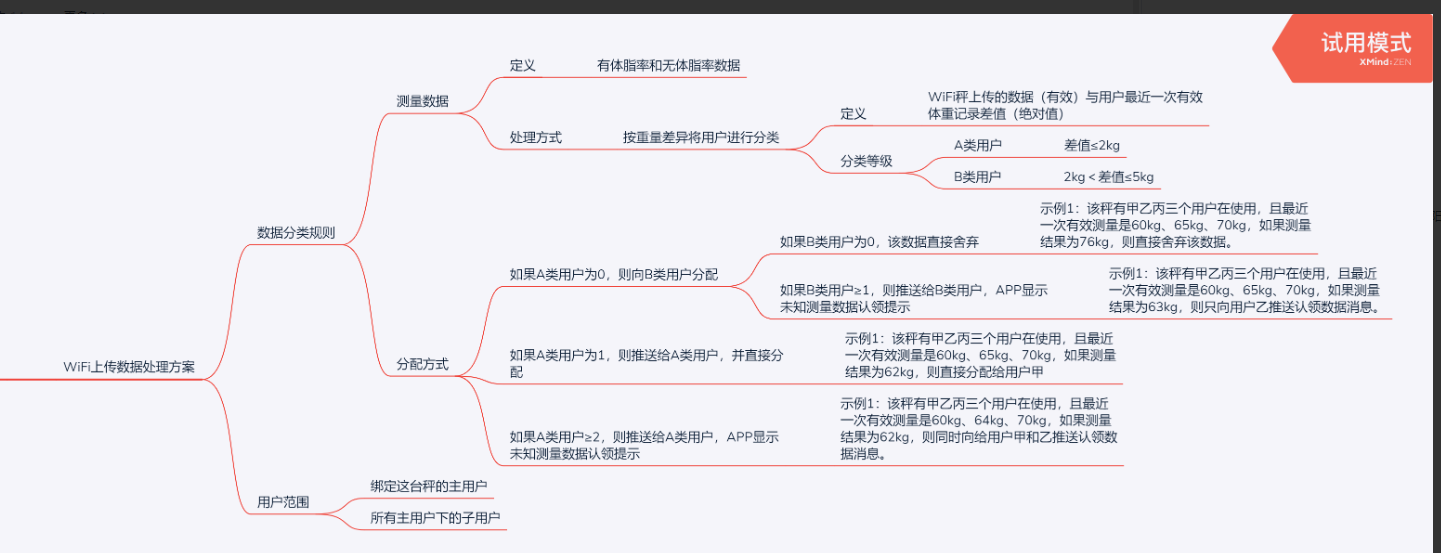 试用模式
XMind:ZEN
WiFi上传数据处理方案
数据分类规则
测量数据
定义
有体脂率和无体脂率数据
处理方式
按重量差异将用户进行分类
定义
WiFi秤上传的数据（有效）与用户最近一次有效
体重记录差值（绝对值）
分类等级
A类用户
差值≤2kg
B类用户
2kg＜差值≤5kg
分配方式
如果A类用户为0，则向B类用户分配
如果B类用户为0，该数据直接舍弃
示例1：该秤有甲乙丙三个用户在使用，且最近
一次有效测量是60kg、65kg、70kg，如果测量
结果为76kg，则直接舍弃该数据。
如果B类用户≥1，则推送给B类用户，APP显示
未知测量数据认领提示
示例1：该秤有甲乙丙三个用户在使用，且最近
一次有效测量是60kg、65kg、70kg，如果测量
结果为63kg，则只向用户乙推送认领数据消息。
如果A类用户为1，则推送给A类用户，并直接分
配
示例1：该秤有甲乙丙三个用户在使用，且最近
一次有效测量是60kg、65kg、70kg，如果测量
结果为62kg，则直接分配给用户甲
如果A类用户≥2，则推送给A类用户，APP显示
未知测量数据认领提示
示例1：该秤有甲乙丙三个用户在使用，且最近
一次有效测量是60kg、64kg、70kg，如果测量
结果为62kg，则同时向给用户甲和乙推送认领数
据消息。
用户范围
绑定这台秤的主用户
所有主用户下的子用户